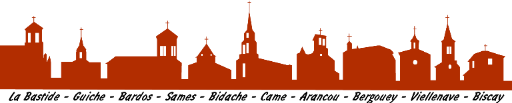 La Bastide - Guiche - Bardos - Sames - Bidache - Came - Arancou - Bergouey - Viellenave - Biscay